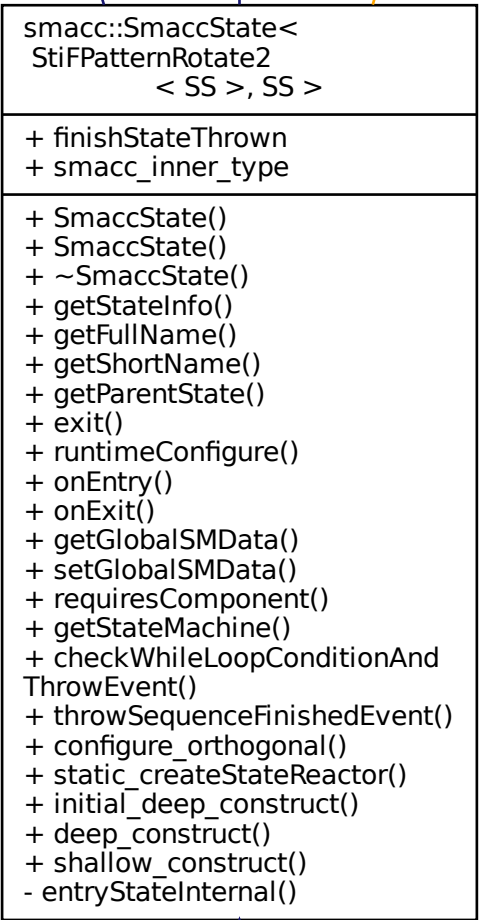 smacc::SmaccState<
StiFPatternRotate2
< SS >, SS >
+ finishStateThrown
+ smacc_inner_type
+ SmaccState()
+ SmaccState()
+ ~SmaccState()
+ getStateInfo()
+ getFullName()
+ getShortName()
+ getParentState()
+ exit()
+ runtimeConfigure()
+ onEntry()
+ onExit()
+ getGlobalSMData()
+ setGlobalSMData()
+ requiresComponent()
+ getStateMachine()
+ checkWhileLoopConditionAnd
ThrowEvent()
+ throwSequenceFinishedEvent()
+ configure_orthogonal()
+ static_createStateReactor()
+ initial_deep_construct()
+ deep_construct()
+ shallow_construct()
- entryStateInternal()